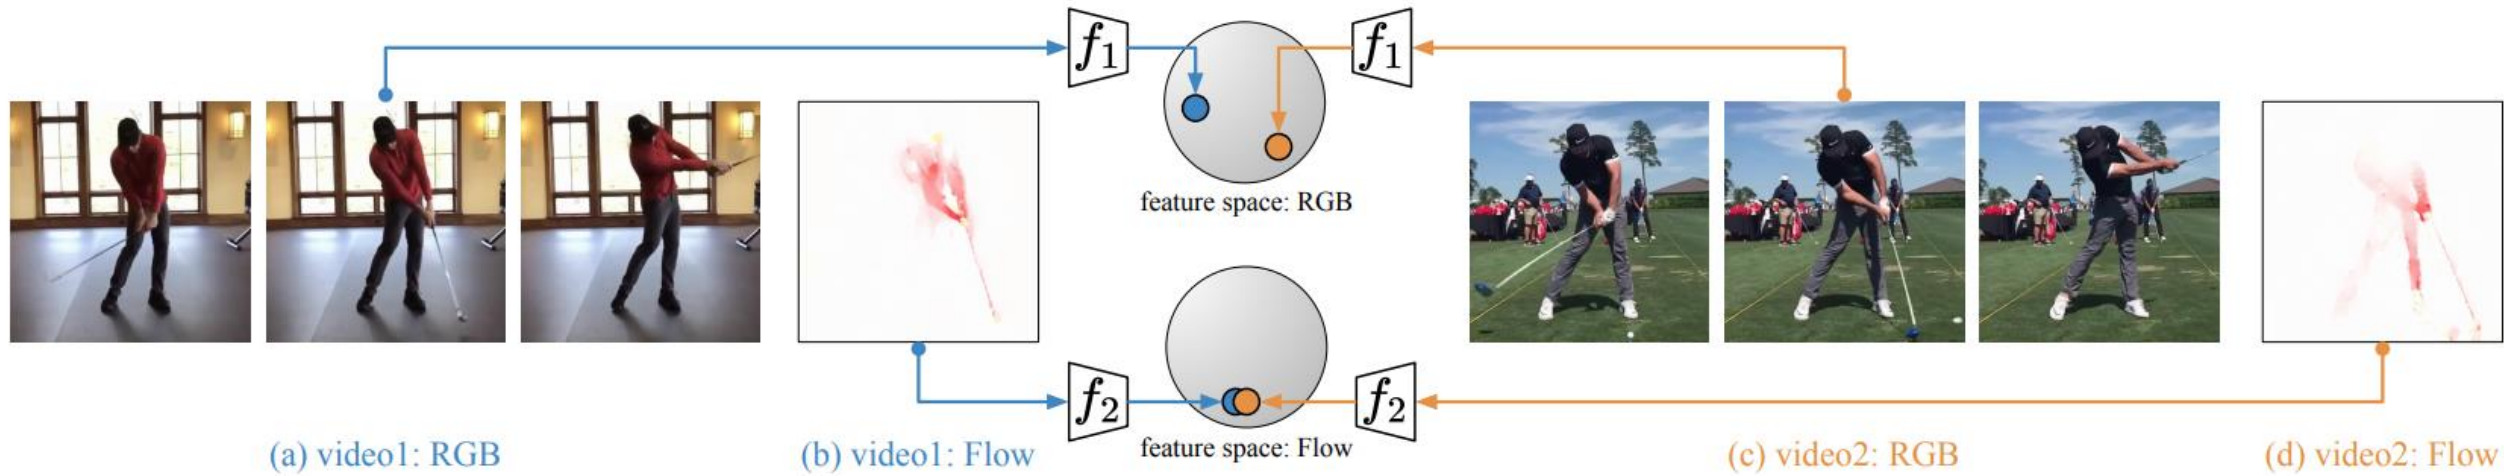 f₁
f₁
feature space: RGB
f₂
f₂
feature space: Flow
(a) video1: RGB
(b) video1: Flow
(c) video2: RGB
(d) video2: Flow